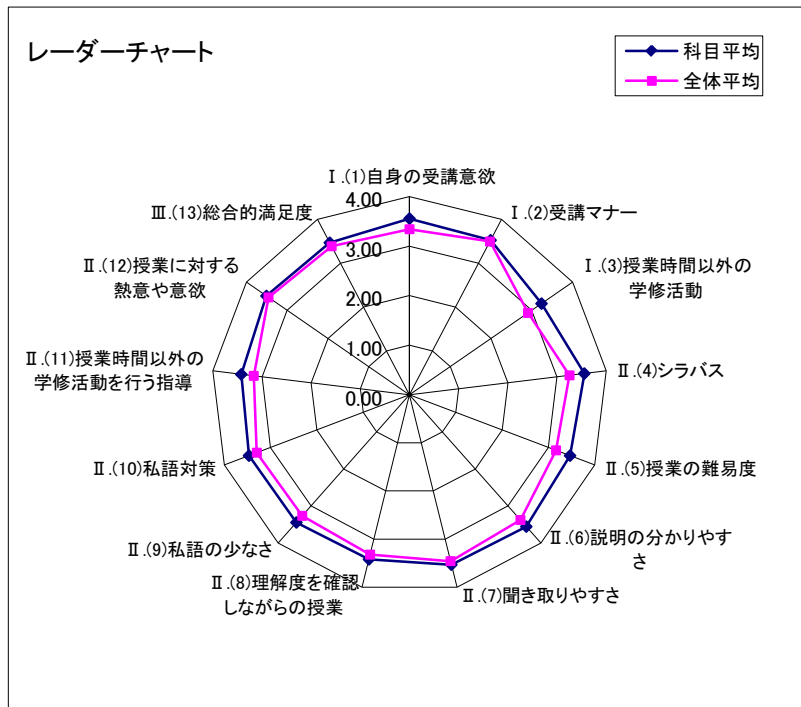 レーダーチャート
科目平均
全体平均
Ⅰ.(1)自身の受講意欲
Ⅰ.(2)受講マナー
Ⅰ.(3)授業時間以外の
学修活動
Ⅱ.(4)シラバス
Ⅱ.(5)授業の難易度
Ⅱ.(6)説明の分かりやす
さ
Ⅱ.(7)聞き取りやすさ
Ⅱ.(8)理解度を確認
しながらの授業
Ⅱ.(9)私語の少なさ
Ⅱ.(10)私語対策
Ⅱ.(11)授業時間以外の
学修活動を行う指導
Ⅱ.(12)授業に対する
熱意や意欲
Ⅲ.(13)総合的満足度
4.00
3.00
2.00
1.00
0.00